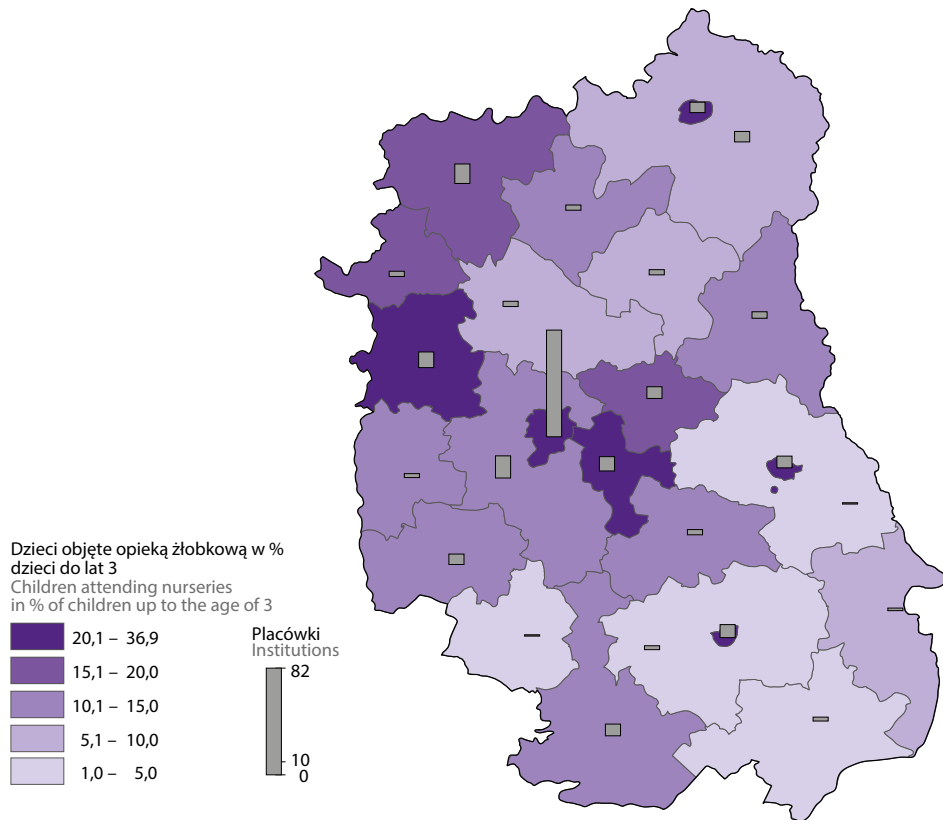 Dzieci objęte opieką żłobkową w %
dzieci do lat 3
Children attending nurseries
in % of children up to the age of 3
20,1 – 36,9
15,1 – 20,0
10,1 – 15,0
5,1 – 10,0
1,0 – 5,0
Placówki
Institutions
82
10
0